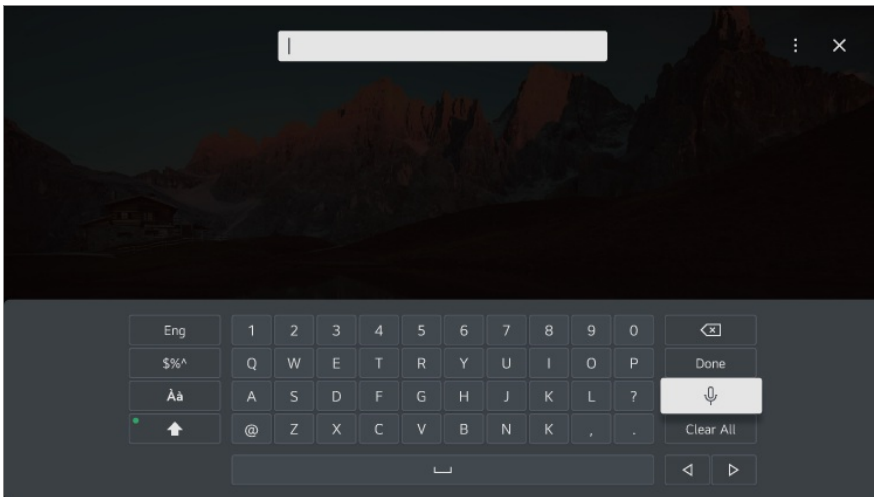 Eng 1 2 3 4 5 6 7 8 9 0
$%^ Q W E T R Y U I O P Done
Àà A S D F G H J K L ?
@ Z X C V B N K , . Clear All